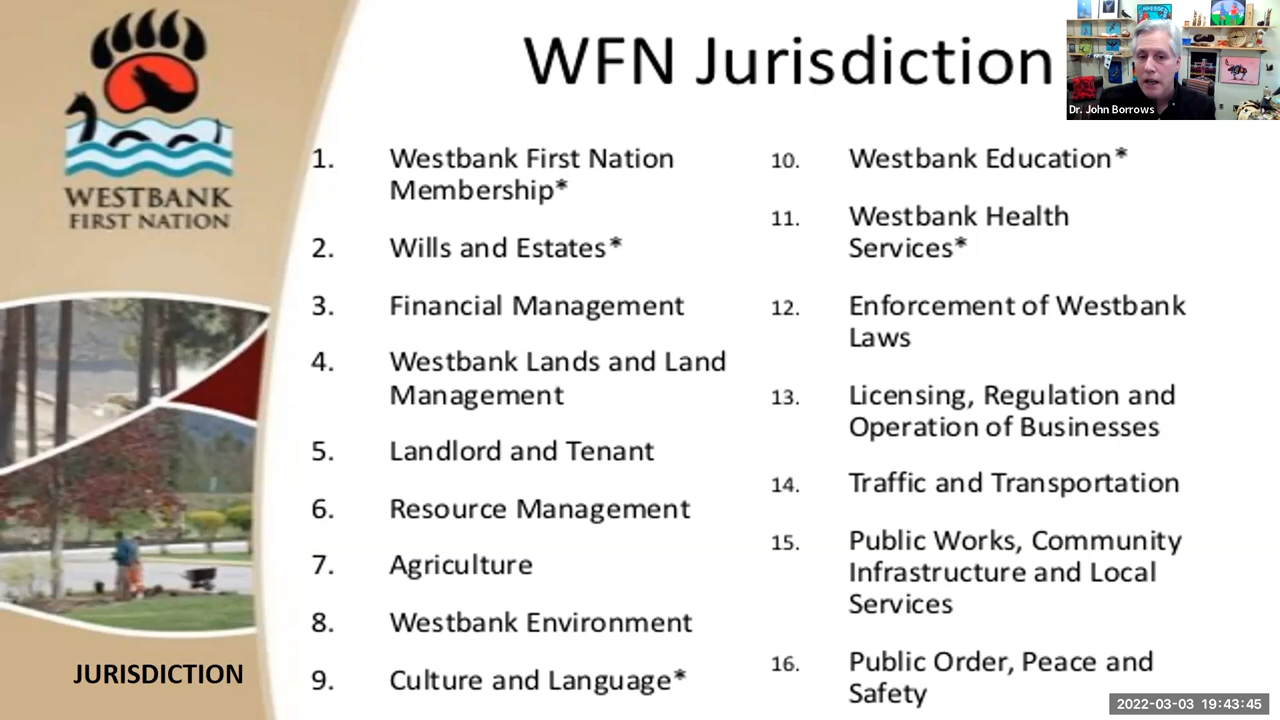 WFN Jurisdiction
Dr. John Borrows
WESTBANK
FIRST NATION
1. Westbank First Nation
Membership*
2. Wills and Estates*
3. Financial Management
4. Westbank Lands and Land
Management
5. Landlord and Tenant
6. Resource Management
7. Agriculture
8. Westbank Environment
9. Culture and Language*
10. Westbank Education*
11. Westbank Health
Services*
12. Enforcement of Westbank
Laws
13. Licensing, Regulation and
Operation of Businesses
14. Traffic and Transportation
15. Public Works, Community
Infrastructure and Local
Services
16. Public Order, Peace and
Safety
JURISDICTION
2022-03-03 19:43:45